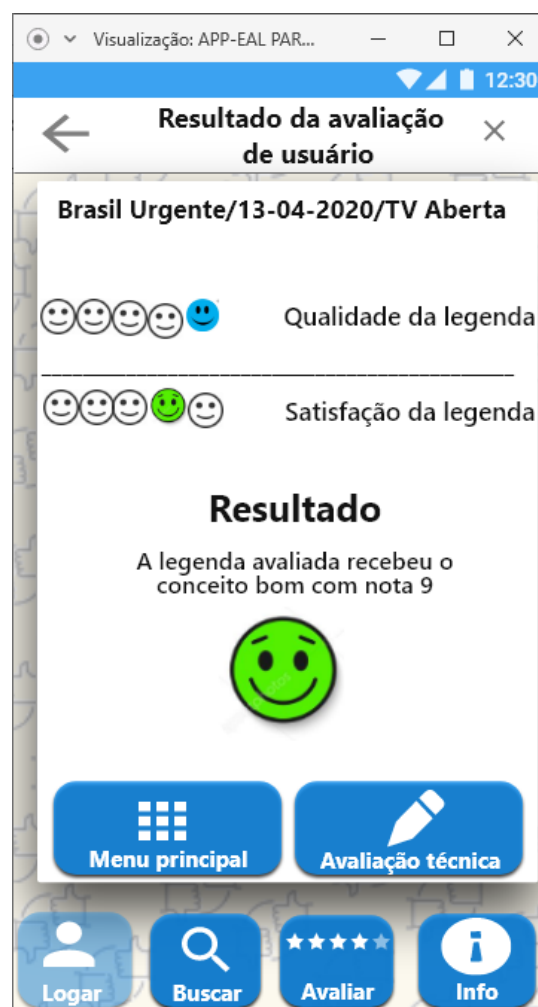 Visualização: APP-EAL PAR...
12:30
Resultado da avaliação
de usuário
Brasil Urgente/13-04-2020/TV Aberta
Qualidade da legenda
Satisfação da legenda
Resultado
A legenda avaliada recebeu o
conceito bom com nota 9
Menu principal
Avaliação técnica
Logar
Buscar
Avaliar
Info